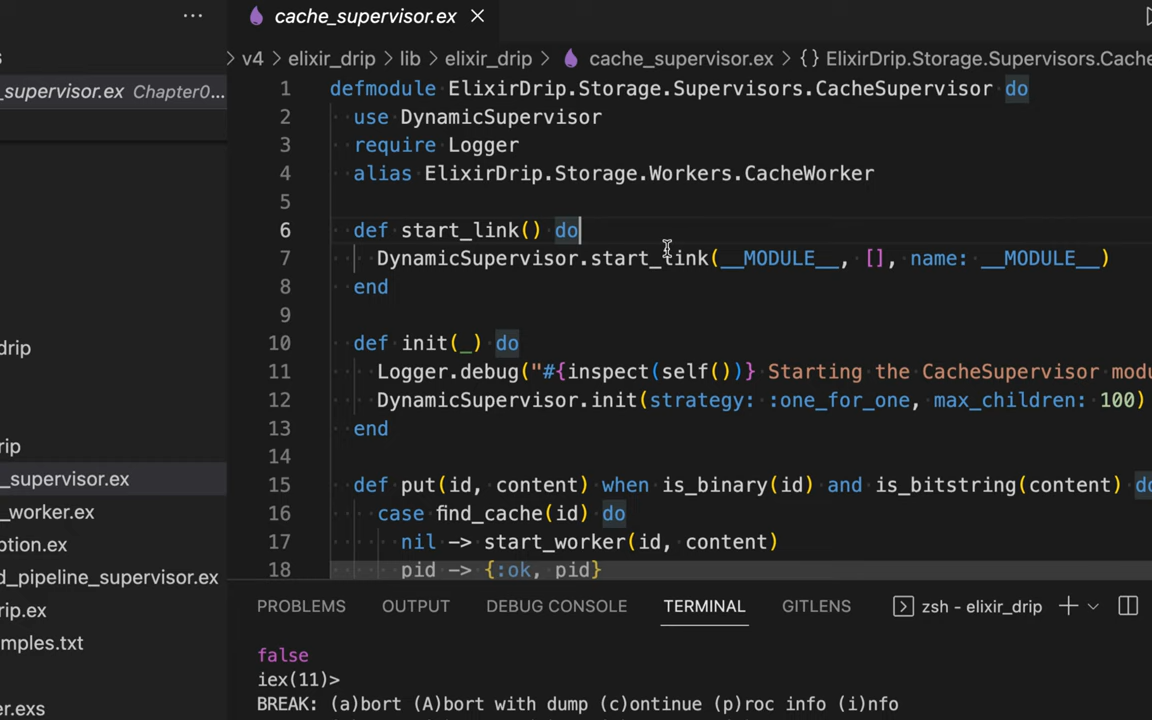 ...
cache_supervisor.ex ×
s
> v4 > elixir_drip > lib > elixir_drip > cache_supervisor.ex > {} ElixirDrip.Storage.Supervisors.Cache
_supervisor.ex Chapter0...
1 defmodule ElixirDrip.Storage.Supervisors.CacheSupervisor do
2 use DynamicSupervisor
3 require Logger
4 alias ElixirDrip.Storage.Workers.CacheWorker
5
6 def start_link() do
7 DynamicSupervisor.start_link(__MODULE__, [], name: __MODULE__)
8 end
9
10 def init(_) do
11 Logger.debug("#{inspect(self())} Starting the CacheSupervisor modu
12 DynamicSupervisor.init(strategy: :one_for_one, max_children: 100)
13 end
14
15 def put(id, content) when is_binary(id) and is_bitstring(content) do
16 case find_cache(id) do
17 nil -> start_worker(id, content)
18 pid -> {:ok, pid}
drip
rip
_supervisor.ex
_worker.ex
ption.ex
d_pipeline_supervisor.ex
rip.ex
mples.txt
er.exs
PROBLEMS OUTPUT DEBUG CONSOLE TERMINAL GITLENS zsh - elixir_drip
false
iex(11)>
BREAK: (a)bort (A)bort with dump (c)ontinue (p)roc info (i)nfo